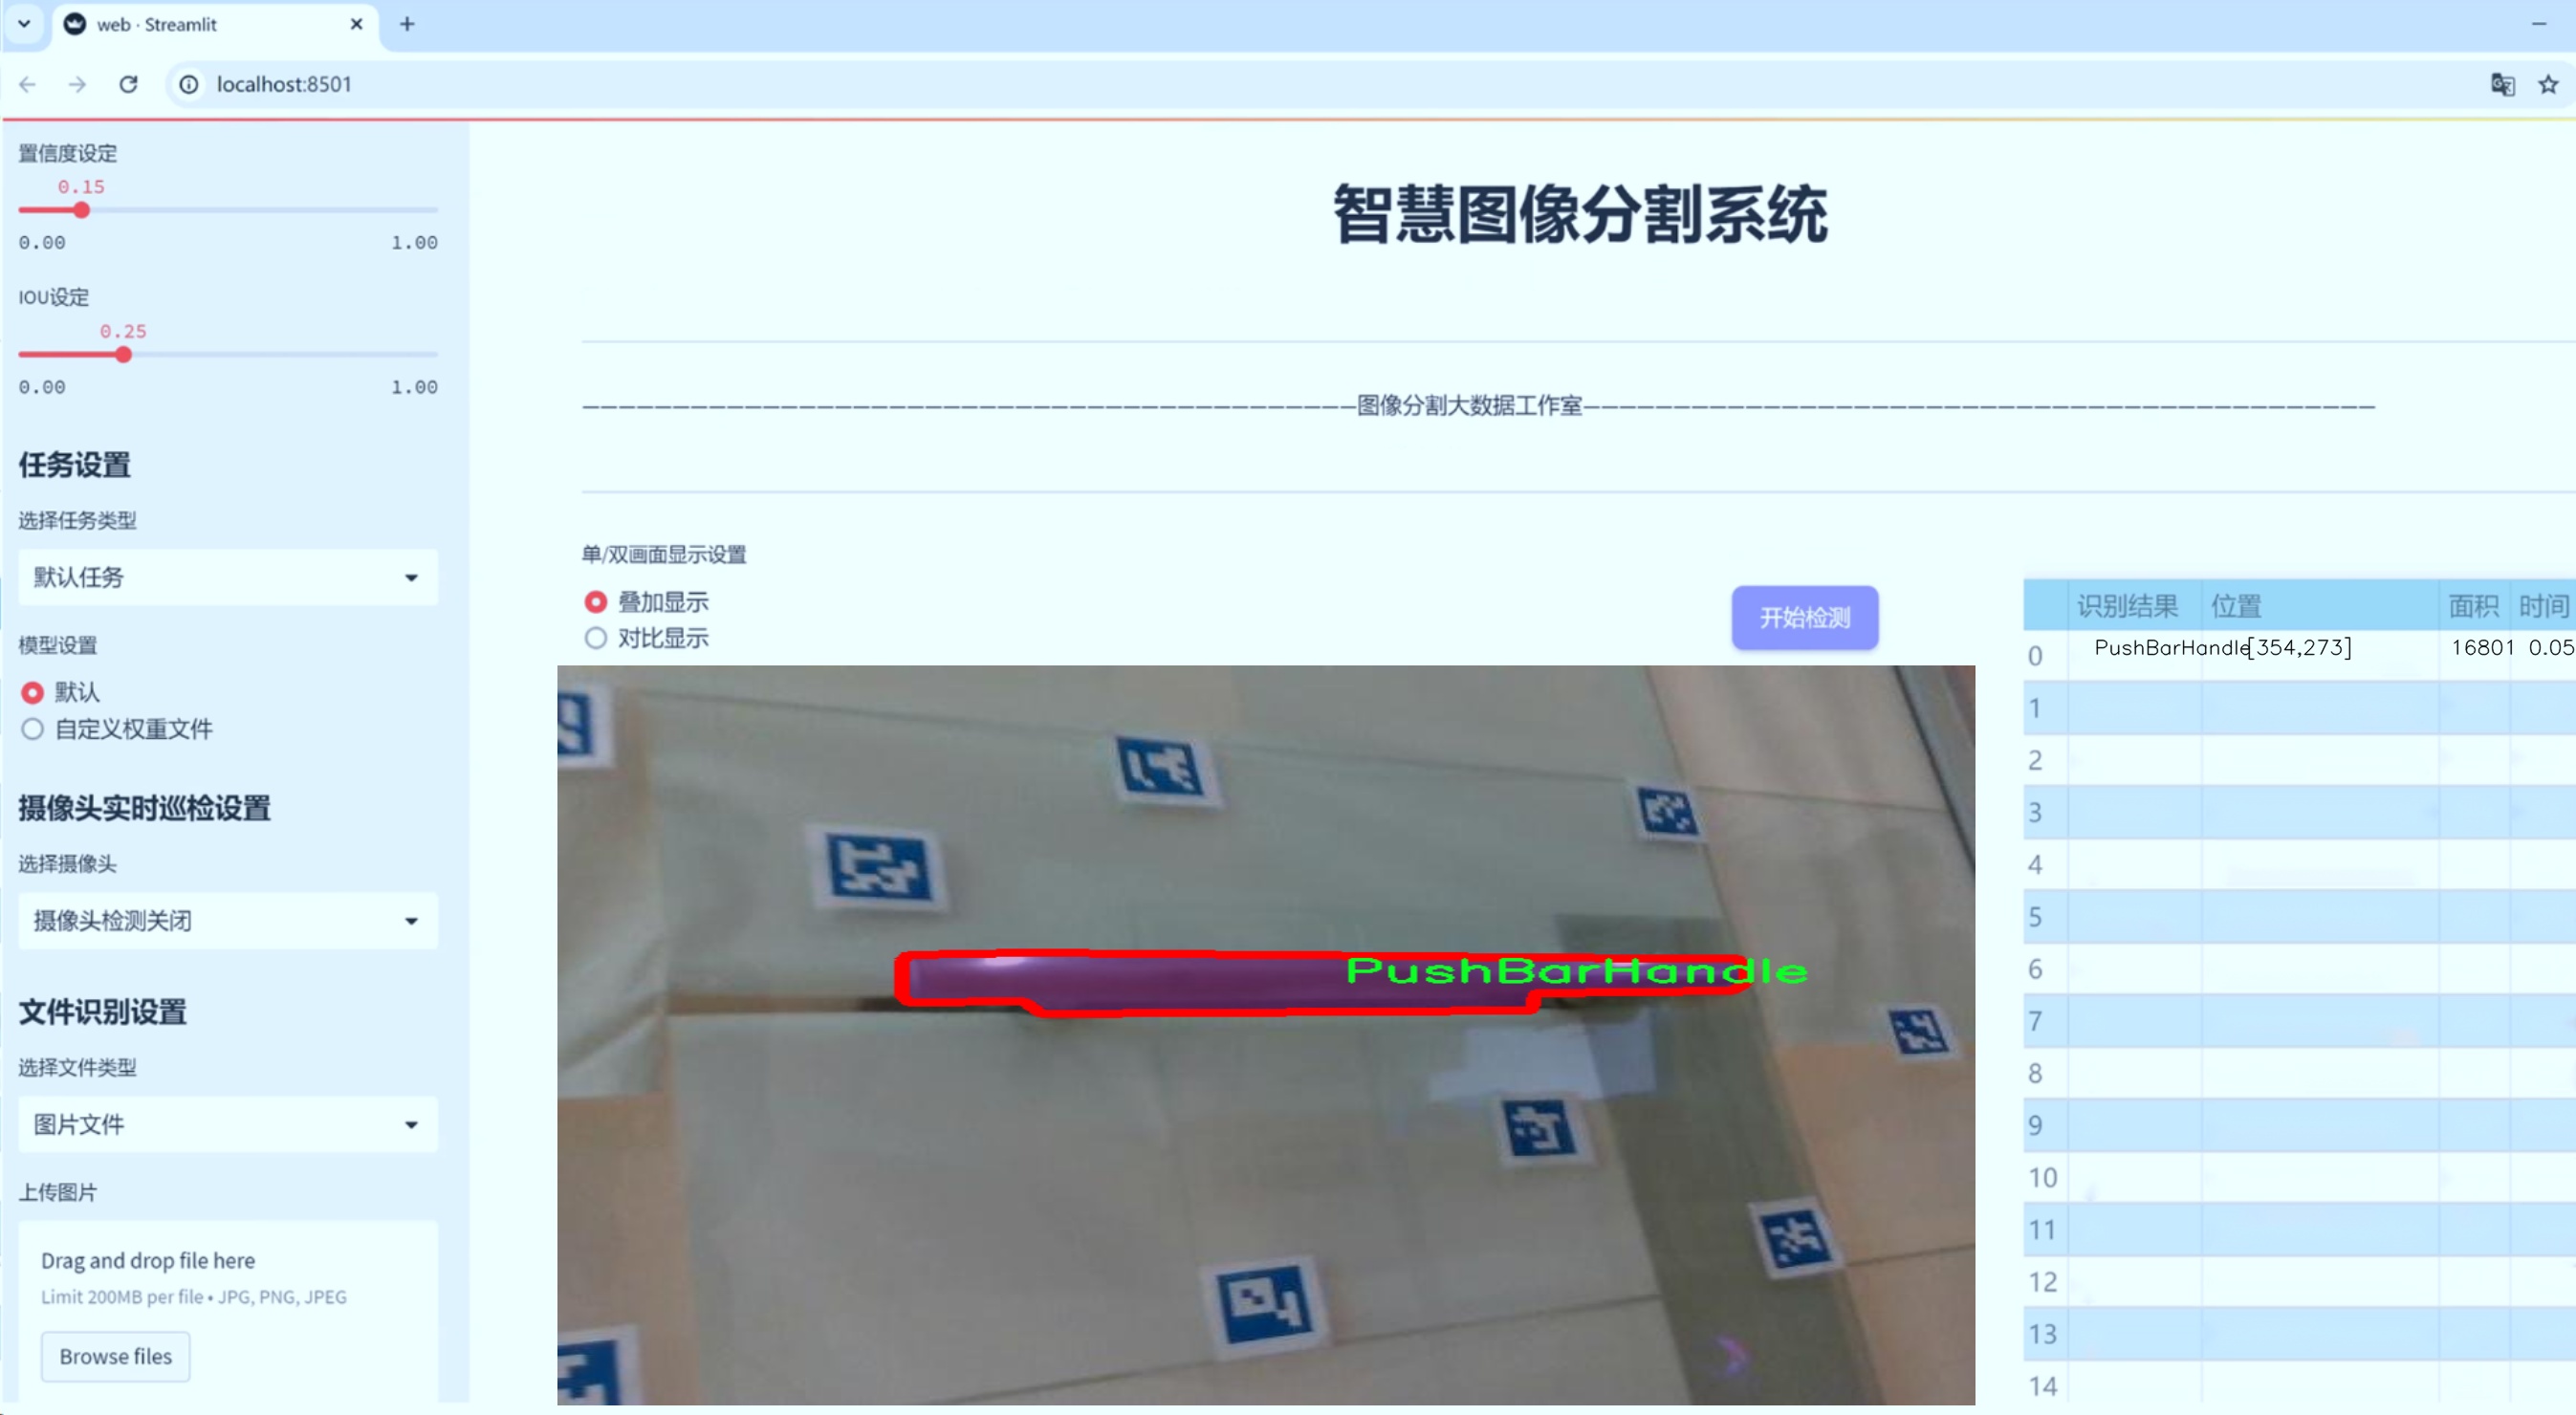 web · Streamlit
localhost:8501
置信度设定
0.15
0.00 1.00
IOU设定
0.25
0.00 1.00
任务设置
选择任务类型
默认任务
模型设置
默认
自定义权重文件
摄像头实时巡检设置
选择摄像头
摄像头检测关闭
文件识别设置
选择文件类型
图片文件
上传图片
Drag and drop file here
Limit 200MB per file • JPG, PNG, JPEG
Browse files
智慧图像分割系统
———————————————————————————————————————————图像分割大数据工作室————————————————————————————————————————————
单/双画面显示设置
叠加显示
对比显示
开始检测
PushBarHandle
识别结果 位置 面积 时间
0 PushBarHandle[354,273] 16801 0.05
1
2
3
4
5
6
7
8
9
10
11
12
13
14